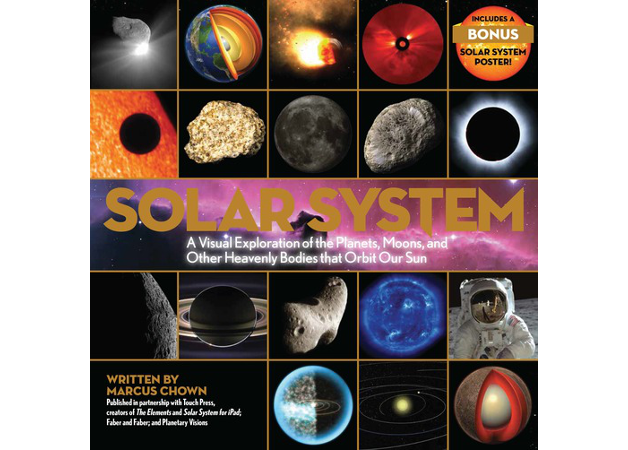 INCLUDES A
BONUS
SOLAR SYSTEM
POSTER!
SOLAR SYSTEM
A Visual Exploration of the Planets, Moons, and
Other Heavenly Bodies that Orbit Our Sun
WRITTEN BY
MARCUS CHOWN
Published in partnership with Touch Press,
creators of The Elements and Solar System for iPad;
Faber and Faber; and Planetary Visions